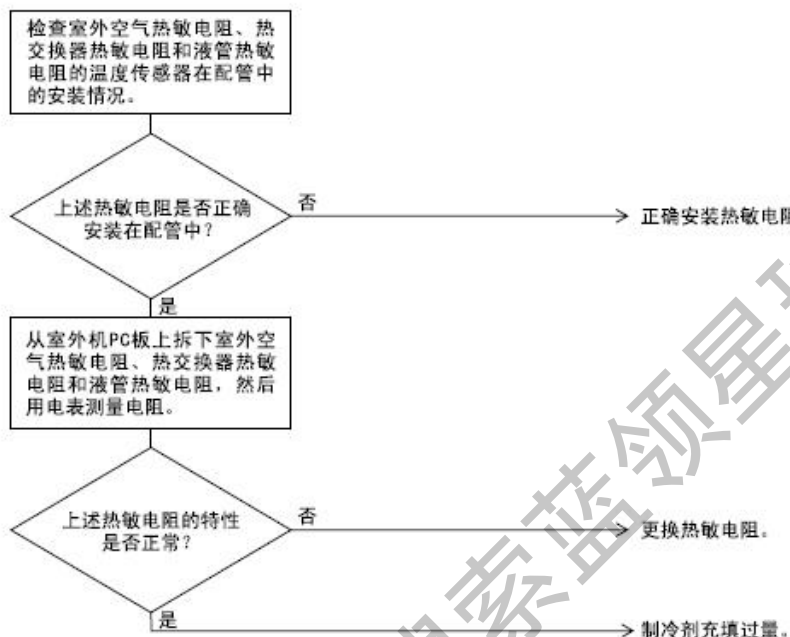 检查室外空气热敏电阻、热
交换器热敏电阻和液管热敏
电阻的温度传感器在配管中
的安装情况。
上述热敏电阻是否正确
安装在配管中？
否
正确安装热敏电阻
是
从室外机PC板上拆下室外空
气热敏电阻、热交换器热敏
电阻和液管热敏电阻，然后
用电表测量电阻。
上述热敏电阻的特性
是否正常？
否
更换热敏电阻。
是
制冷剂充填过量。
搜索蓝领星球